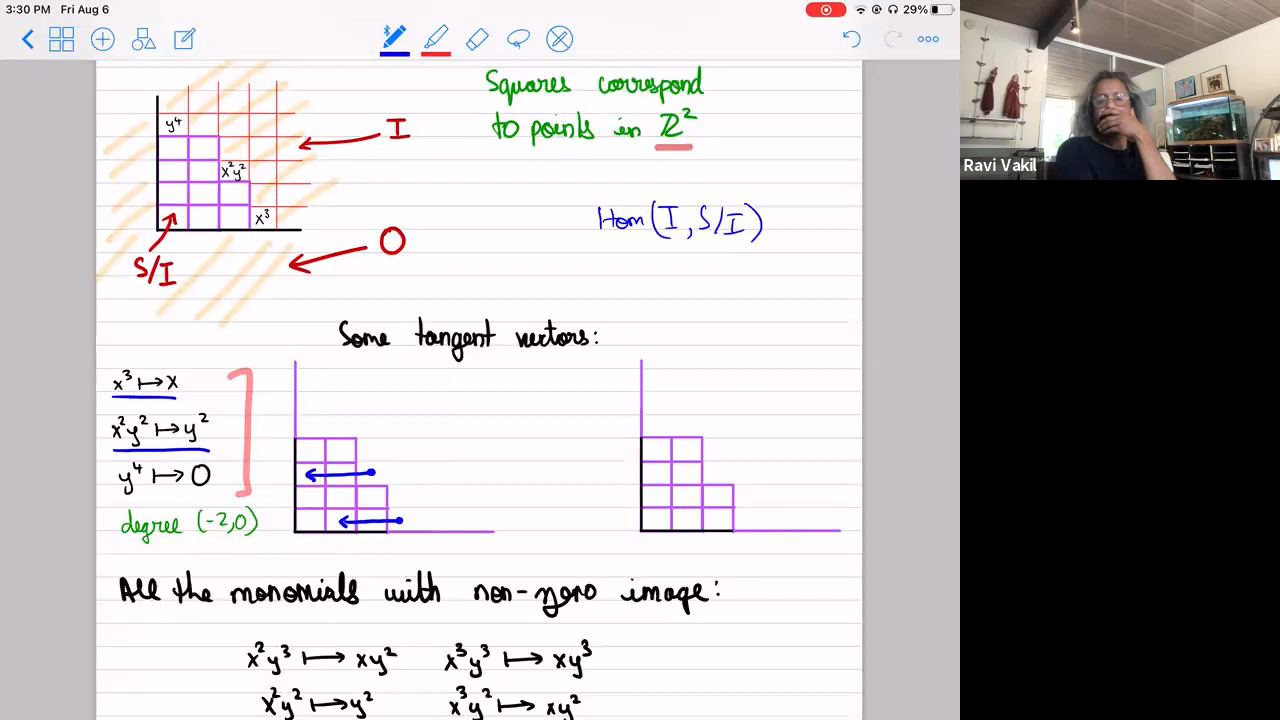 3:30 PM Fri Aug 6
29%
Squares correspond
to points in ℤ²
y⁴
I
x²y²
x³
Hom(I, S/I)
O
S/I
Ravi Vakil
Some tangent vectors:
x³ ↦ x
x²y² ↦ y²
y⁴ ↦ 0
degree (-2,0)
All the monomials with non-zero image:
x²y³ ⟼ xy² x³y³ ⟼ xy³
x²y² ⟼ y² x³y² ⟼ xy²